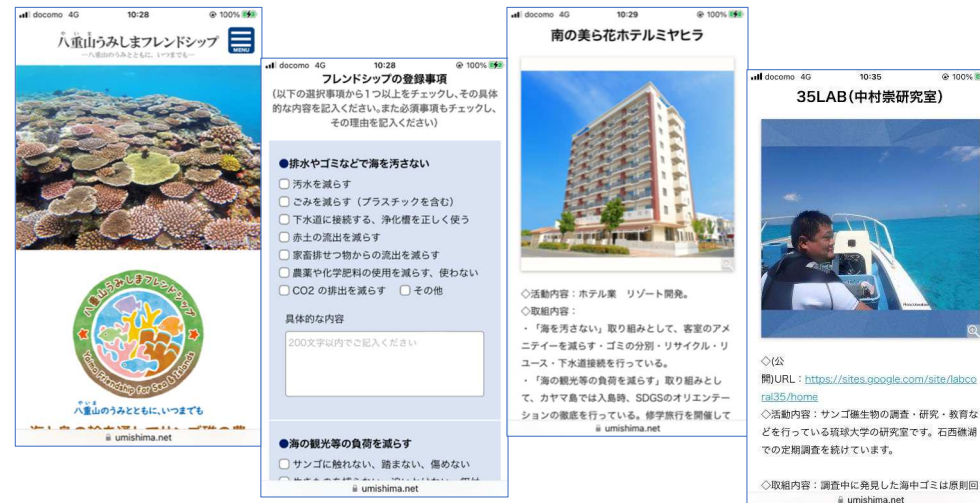 docomo 4G 10:28 100%
やいま
八重山うみしまフレンドシップ
MENU
―八重山のうみとともに、いつまでも―
八重山うみしまフレンドシップ
Yaima Friendship for Sea & Islands
やいま
八重山のうみとともに、いつまでも
umishima.net
docomo 4G 10:28 100%
フレンドシップの登録事項
(以下の選択事項から1つ以上をチェックし、その具体
的な内容を記入ください。また必須事項もチェックし、
その理由を記入ください)
●排水やゴミなどで海を汚さない
汚水を減らす
ごみを減らす(プラスチックを含む)
下水道に接続する、浄化槽を正しく使う
赤土の流出を減らす
家畜排せつ物からの流出を減らす
農薬や化学肥料の使用を減らす、使わない
CO2 の排出を減らす その他
具体的な内容
200文字以内でご記入ください
●海の観光等の負荷を減らす
サンゴに触れない、踏まない、傷めない
umishima.net
docomo 4G 10:29 100%
南の美ら花ホテルミヤヒラ
◇活動内容:ホテル業 リゾート開発。
◇取組内容:
・「海を汚さない」取り組みとして、客室のアメ
ニテイーを減らす・ゴミの分別・リサイクル・リ
ユース・下水道接続を行っている。
・「海の観光等の負荷を減らす」取り組みとし
て、カヤマ島では入島時、SDGSのオリエンテー
ションの徹底を行っている。修学旅行を開催して
umishima.net
docomo 4G 10:35 100%
35LAB(中村崇研究室)
◇(公
開)URL:https://sites.google.com/site/labco
ral35/home
◇活動内容:サンゴ礁生物の調査・研究・教育な
どを行っている琉球大学の研究室です。石西礁湖
での定期調査を続けています。
◇取組内容:調査中に発見した海中ゴミは原則回
umishima.net